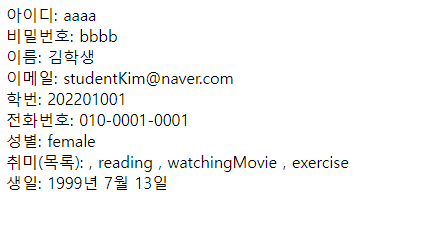 아이디: aaaa
비밀번호: bbbb
이름: 김학생
이메일: studentKim@naver.com
학번: 202201001
전화번호: 010-0001-0001
성별: female
취미(목록): , reading , watchingMovie , exercise
생일: 1999년 7월 13일